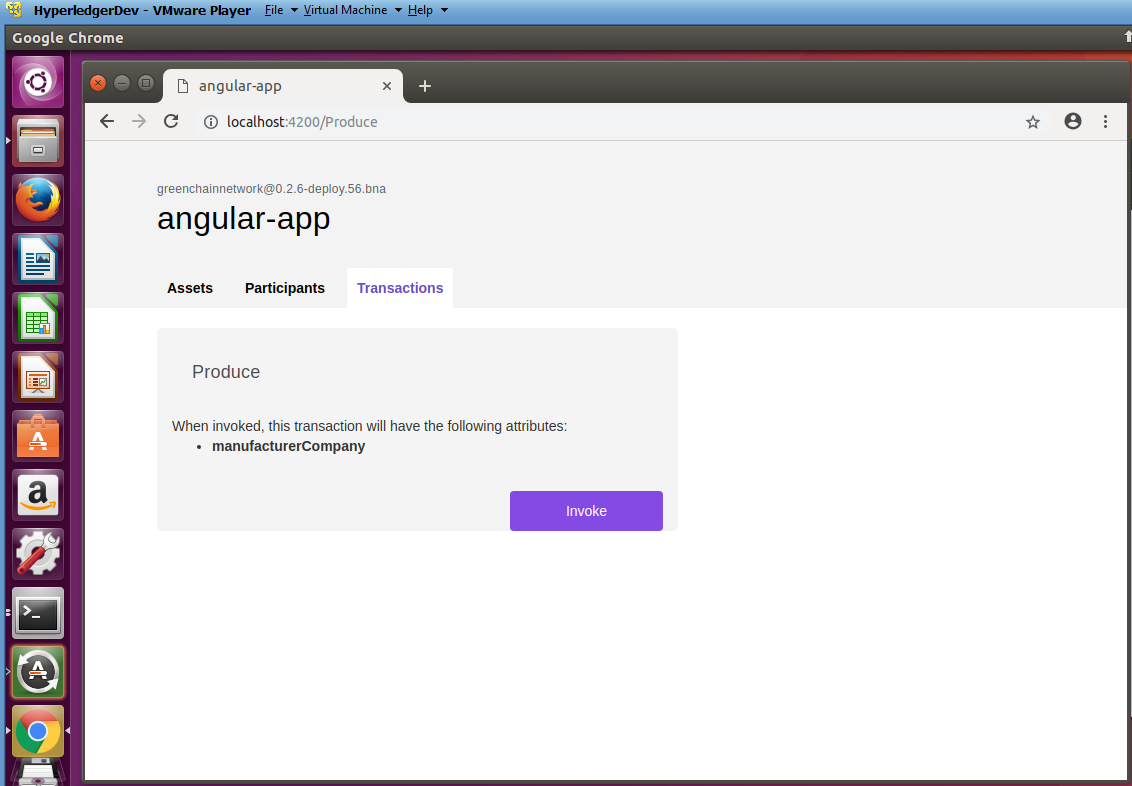 HyperledgerDev - VMware Player File Virtual Machine Help
Google Chrome
angular-app
localhost:4200/Produce
greenchainnetwork@0.2.6-deploy.56.bna
angular-app
Assets Participants Transactions
Produce
When invoked, this transaction will have the following attributes:
• manufacturerCompany
Invoke